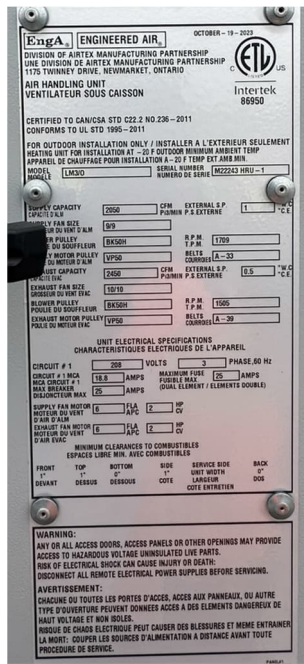 OCTOBER - 19 - 2023
EngA® ENGINEERED AIR®
DIVISION OF AIRTEX MANUFACTURING PARTNERSHIP
UNE DIVISION DE AIRTEX MANUFACTURING PARTNERSHIP
1175 TWINNEY DRIVE, NEWMARKET, ONTARIO
ETL
C US
Intertek
86950
AIR HANDLING UNIT
VENTILATEUR SOUS CAISSON
CERTIFIED TO CAN/CSA STD C22.2 NO.236-2011
CONFORMS TO UL STD 1995-2011
FOR OUTDOOR INSTALLATION ONLY / INSTALLER A L'EXTERIEUR SEULEMENT
HEATING UNIT FOR INSTALLATION AT -20 F OUTDOOR MINIMUM AMBIENT TEMP
APPAREIL DE CHAUFFAGE POUR INSTALLATION A -20 F TEMP EXT AMB MIN.
MODEL LM3/O SERIAL NUMBER M22243 HRU-1
MODELE NUMERO DE SERIE
SUPPLY CAPACITY 2050 CFM EXTERNAL S.P. 1 "W.C
CAPACITE D'ALM Pi3/MIN P.S.EXTERNE "C.E.
SUPPLY FAN SIZE 9/9
DU VENT D'ALM
PULLEY BK50H R.P.M. 1709
DU SOUFFLEUR T.P.M.
MOTOR PULLEY VP50 BELTS A-33
DU MOTEUR D'ALM COURROIES
EXHAUST CAPACITY 2450 CFM EXTERNAL S.P. 0.5 "W.C
CAPACITE EVAC Pi3/MIN P.S.EXTERNE "C.E.
EXHAUST FAN SIZE 10/10
GROSSEUR DU VENT EVAC
BLOWER PULLEY BK50H R.P.M. 1505
POULIE DU SOUFFLEUR T.P.M.
EXHAUST MOTOR PULLEY VP50 BELTS A-39
POULIE DU MOTEUR EVAC COURROIES
UNIT ELECTRICAL SPECIFICATIONS
CHARACTERISTIQUES ELECTRIQUES DE L'APPAREIL
CIRCUIT # 1 208 VOLTS 3 PHASE,60 Hz
CIRCUIT # 1 MCA 18.8 AMPS MAXIMUM FUSE 25 AMPS
MCA CIRCUIT 1 FUSIBLE MAX
MAX BREAKER 25 AMPS (DUAL ELEMENT / ELEMENTS DOUBLE)
DISJONCTEUR MAX
SUPPLY FAN MOTOR 6 FLA 2 HP
MOTEUR DU VENT APC CV
D'AIR D'ALM
EXHAUST FAN MOTOR 6 FLA 2 HP
MOTEUR DU VENT APC CV
D'AIR EVAC
MINIMUM CLEARANCES TO COMBUSTIBLES
ESPACES LIBRE MIN. AVEC COMBUSTIBLES
FRONT TOP BOTTOM SIDE SERVICE SIDE BACK
1" 1" 0" 1" UNIT WIDTH 0"
DEVANT DESSUS DESSOUS COTE LARGEUR DOS
COTE ENTRETIEN
WARNING:
ANY OR ALL ACCESS DOORS, ACCESS PANELS OR OTHER OPENINGS MAY PROVIDE
ACCESS TO HAZARDOUS VOLTAGE UNINSULATED LIVE PARTS.
RISK OF ELECTRICAL SHOCK CAN CAUSE INJURY OR DEATH:
DISCONNECT ALL REMOTE ELECTRICAL POWER SUPPLIES BEFORE SERVICING.
AVERTISSEMENT:
CHACUNE OU TOUTES LES PORTES D'ACCES, ACCES AUX PANNEAUX, OU AUTRE
TYPE D'OUVERTURE PEUVENT DONNEES ACCES A DES ELEMENTS DANGEREUX DE
HAUT VOLTAGE ET NON ISOLES.
RISQUE DE CHAOS ELECTRIQUE PEUT CAUSER DES BLESSURES ET MEME ENTRAINER
LA MORT: COUPER LES SOURCES D'ALIMENTATION A DISTANCE AVANT TOUTE
PROCEDURE DE SERVICE.